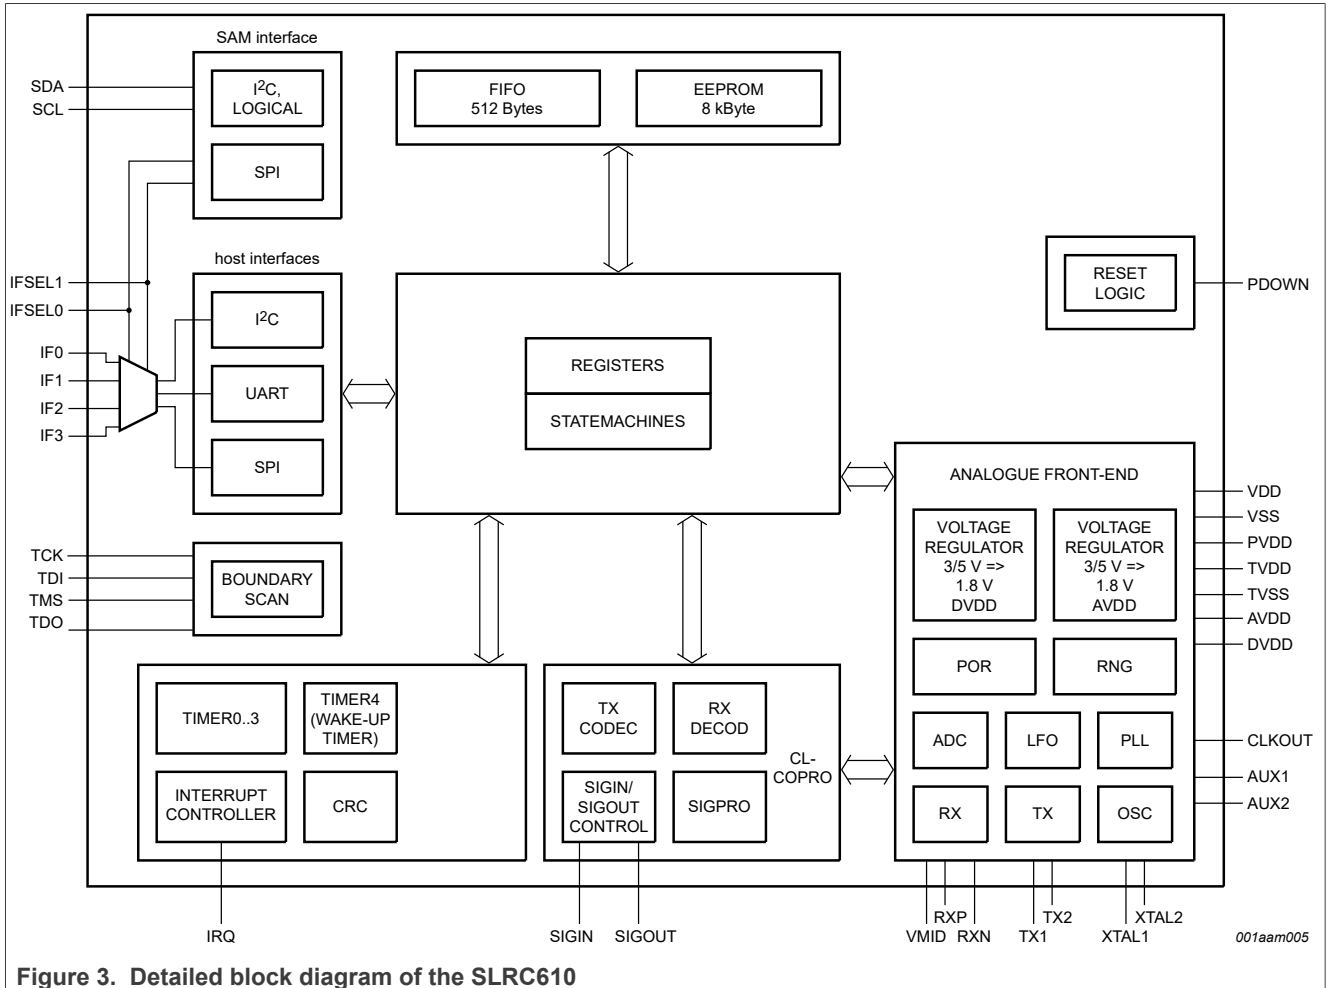 SAM interface
SDA
SCL
I2C,
LOGICAL
SPI
FIFO
512 Bytes
EEPROM
8 kByte
IFSEL1
IFSEL0
IF0
IF1
IF2
IF3
host interfaces
I2C
UART
SPI
REGISTERS
STATEMACHINES
RESET
LOGIC
PDOWN
TCK
TDI
TMS
TDO
BOUNDARY
SCAN
ANALOGUE FRONT-END
VOLTAGE
REGULATOR
3/5 V =>
1.8 V
DVDD
VOLTAGE
REGULATOR
3/5 V =>
1.8 V
AVDD
POR
RNG
ADC
LFO
PLL
RX
TX
OSC
VDD
VSS
PVDD
TVDD
TVSS
AVDD
DVDD
CLKOUT
AUX1
AUX2
TIMER0..3
TIMER4
(WAKE-UP
TIMER)
INTERRUPT
CONTROLLER
CRC
TX
CODEC
RX
DECOD
SIGIN/
SIGOUT
CONTROL
SIGPRO
CL-
COPRO
IRQ
SIGIN
SIGOUT
VMID
RXP
RXN
TX1
TX2
XTAL1
XTAL2
001aam005
Figure 3. Detailed block diagram of the SLRC610